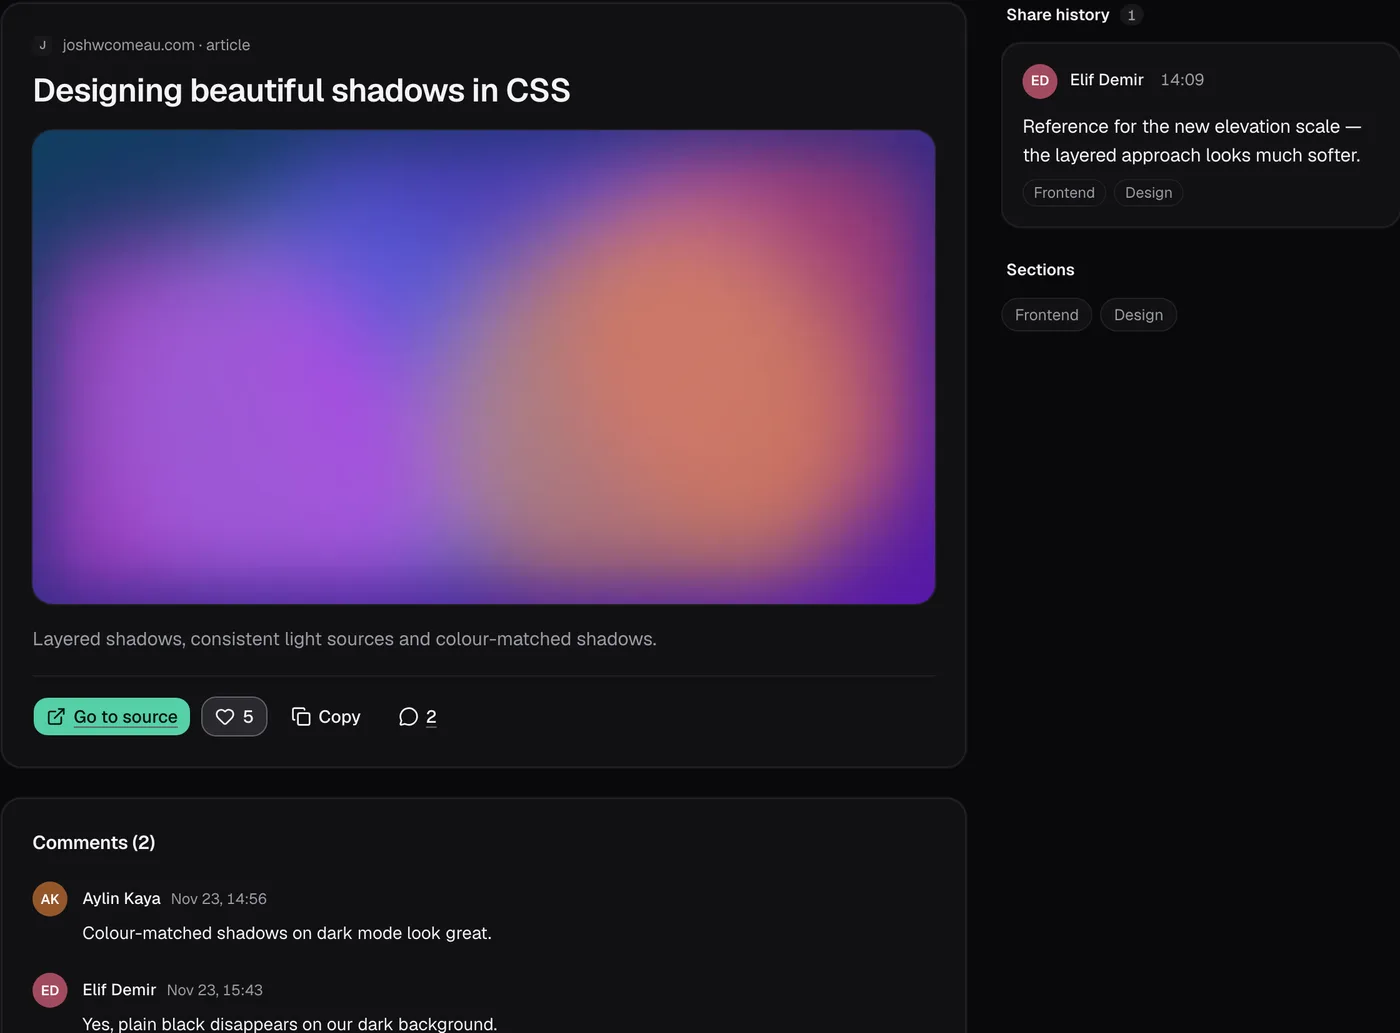 J joshwcomeau.com · article
Designing beautiful shadows in CSS
Layered shadows, consistent light sources and colour-matched shadows.
Go to source 5 Copy 2
Comments (2)
AK Aylin Kaya Nov 23, 14:56
Colour-matched shadows on dark mode look great.
ED Elif Demir Nov 23, 15:43
Yes, plain black disappears on our dark background.
Share history 1
ED Elif Demir 14:09
Reference for the new elevation scale —
the layered approach looks much softer.
Frontend Design
Sections
Frontend Design